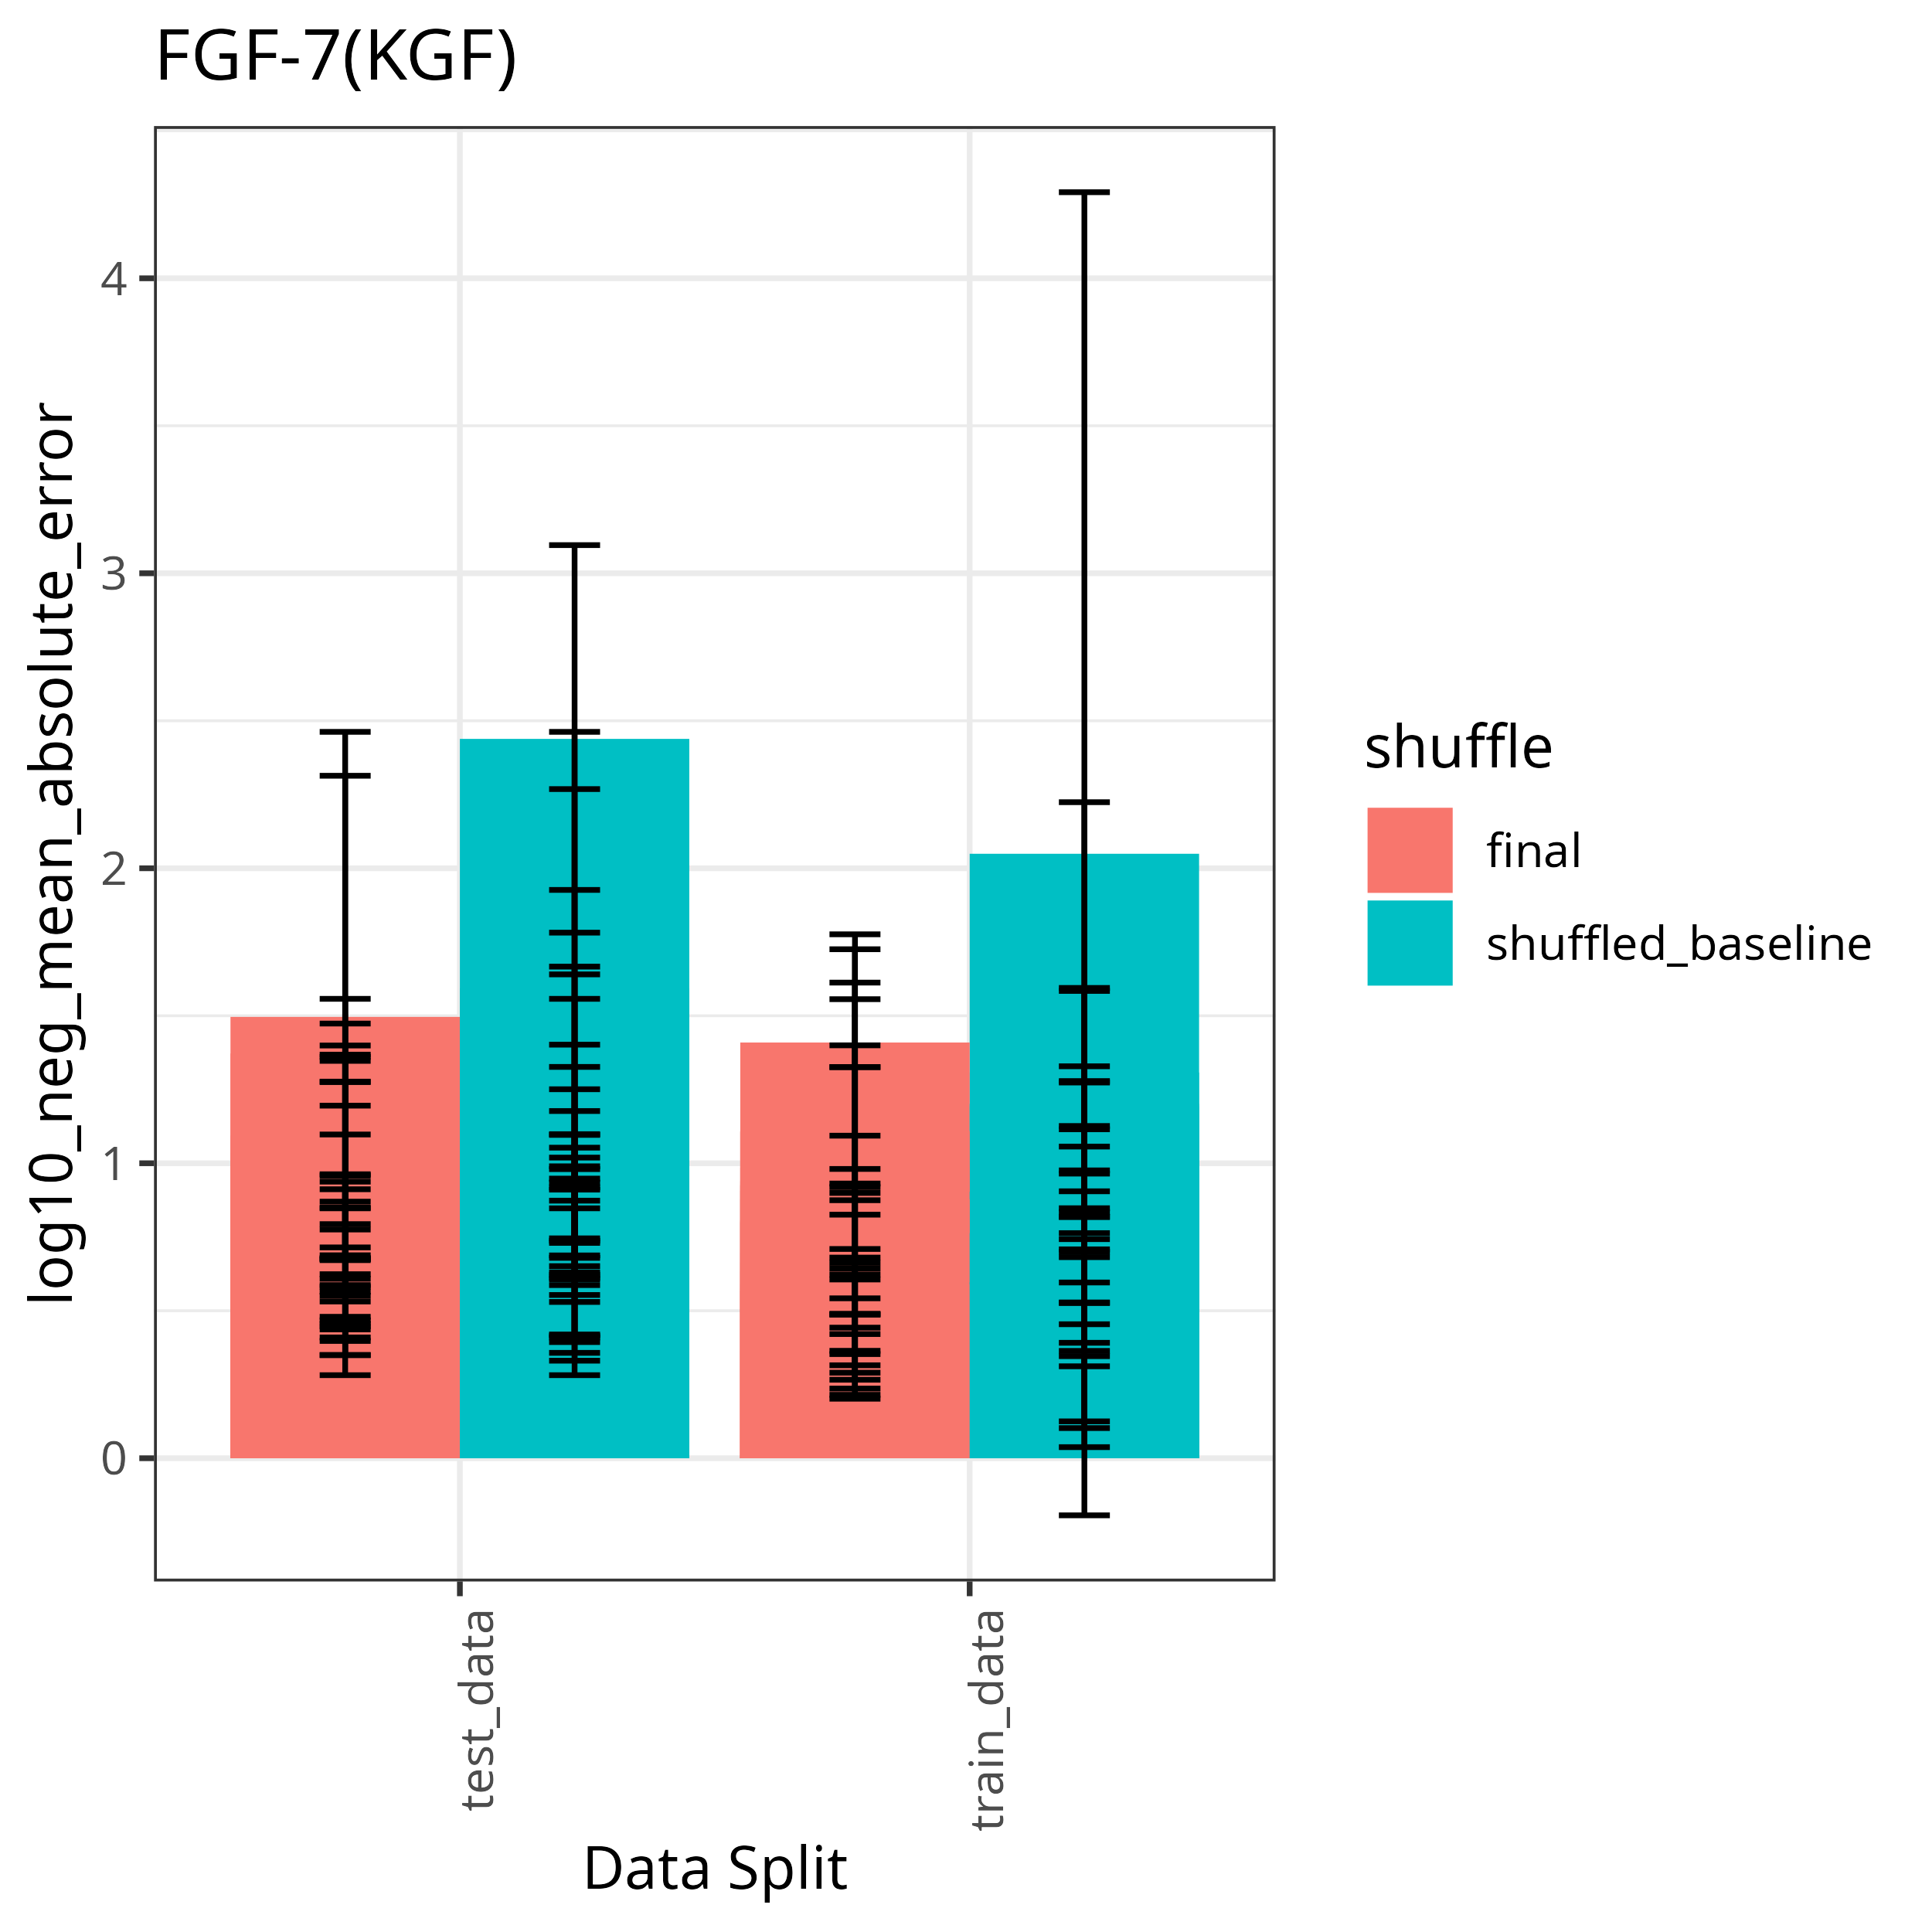 FGF-7(KGF)
log10_neg_mean_absolute_error
4
3
2
1
0
test_data
train_data
Data Split
shuffle
final
shuffled_baseline